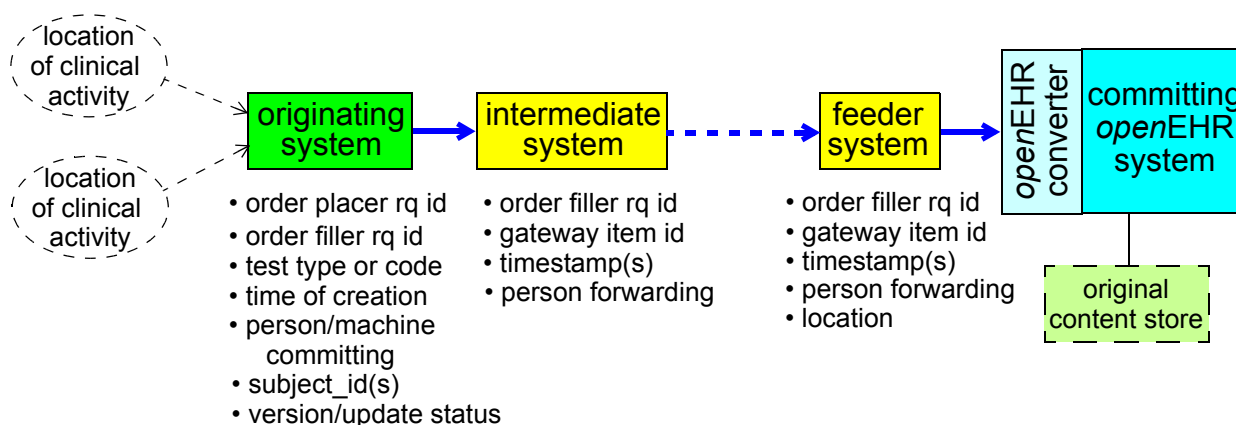 location
of clinical
activity
location
of clinical
activity
originating
system
intermediate
system
feeder
system
openEHR
converter
committing
openEHR
system
original
content store
• order placer rq id
• order filler rq id
• test type or code
• time of creation
• person/machine
committing
• subject_id(s)
• version/update status
• order filler rq id
• gateway item id
• timestamp(s)
• person forwarding
• order filler rq id
• gateway item id
• timestamp(s)
• person forwarding
• location